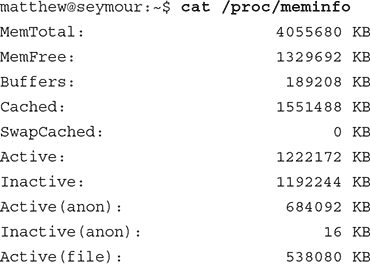 matthew@seymour:~$ cat /proc/meminfo
MemTotal: 4055680 KB
MemFree: 1329692 KB
Buffers: 189208 KB
Cached: 1551488 KB
SwapCached: 0 KB
Active: 1222172 KB
Inactive: 1192244 KB
Active(anon): 684092 KB
Inactive(anon): 16 KB
Active(file): 538080 KB